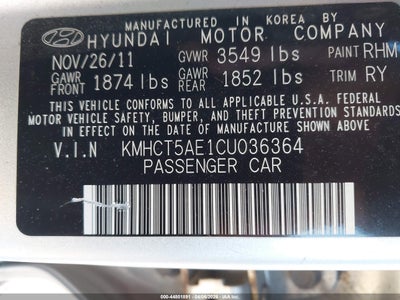 MANUFACTURED IN KOREA BY
HYUNDAI MOTOR COMPANY
NOV/26/11 GVWR 3549 lbs PAINT RHM
GAWR FRONT 1874 lbs GAWR REAR 1852 lbs TRIM RY
THIS VEHICLE CONFORMS TO ALL APPLICABLE U.S.A. FEDERAL
MOTOR VEHICLE SAFETY, BUMPER, AND THEFT PREVENTION STANDARDS
IN EFFECT ON THE DATE OF MANUFACTURE SHOWN ABOVE.
V.I.N KMHCT5AE1CU036364
PASSENGER CAR